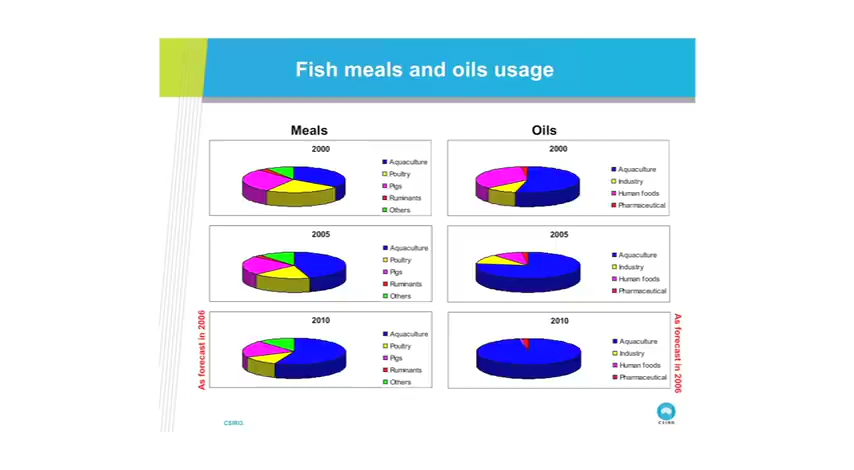 Fish meals and oils usage
Meals
2000
Aquaculture
Poultry
Pigs
Ruminants
Others
2005
Aquaculture
Poultry
Pigs
Ruminants
Others
As forecast in 2006
2010
Aquaculture
Poultry
Pigs
Ruminants
Others
Oils
2000
Aquaculture
Industry
Human foods
Pharmaceutical
2005
Aquaculture
Industry
Human foods
Pharmaceutical
2010
Aquaculture
Industry
Human foods
Pharmaceutical
As forecast in 2006
CSIRO.
CSIRO